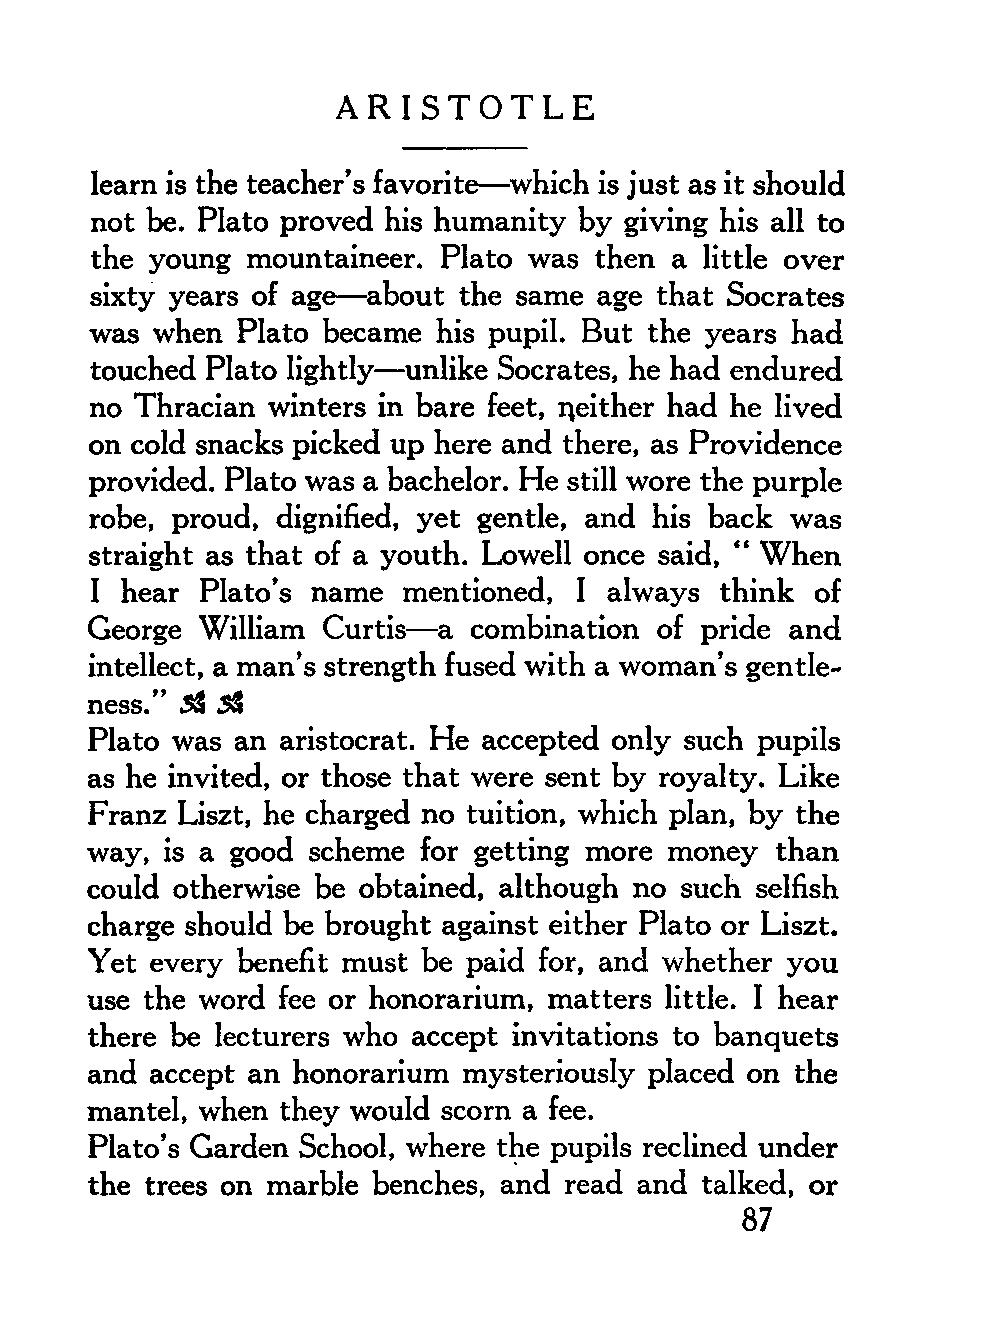 ARISTOTLE
learn is the teacher's favorite—which is just as it should
not be. Plato proved his humanity by giving his all to
the young mountaineer. Plato was then a little over
sixty years of age—about the same age that Socrates
was when Plato became his pupil. But the years had
touched Plato lightly—unlike Socrates, he had endured
no Thracian winters in bare feet, neither had he lived
on cold snacks picked up here and there, as Providence
provided. Plato was a bachelor. He still wore the purple
robe, proud, dignified, yet gentle, and his back was
straight as that of a youth. Lowell once said, “ When
I hear Plato's name mentioned, I always think of
George William Curtis—a combination of pride and
intellect, a man's strength fused with a woman's gentle-
ness.”
Plato was an aristocrat. He accepted only such pupils
as he invited, or those that were sent by royalty. Like
Franz Liszt, he charged no tuition, which plan, by the
way, is a good scheme for getting more money than
could otherwise be obtained, although no such selfish
charge should be brought against either Plato or Liszt.
Yet every benefit must be paid for, and whether you
use the word fee or honorarium, matters little. I hear
there be lecturers who accept invitations to banquets
and accept an honorarium mysteriously placed on the
mantel, when they would scorn a fee.
Plato's Garden School, where the pupils reclined under
the trees on marble benches, and read and talked, or
87